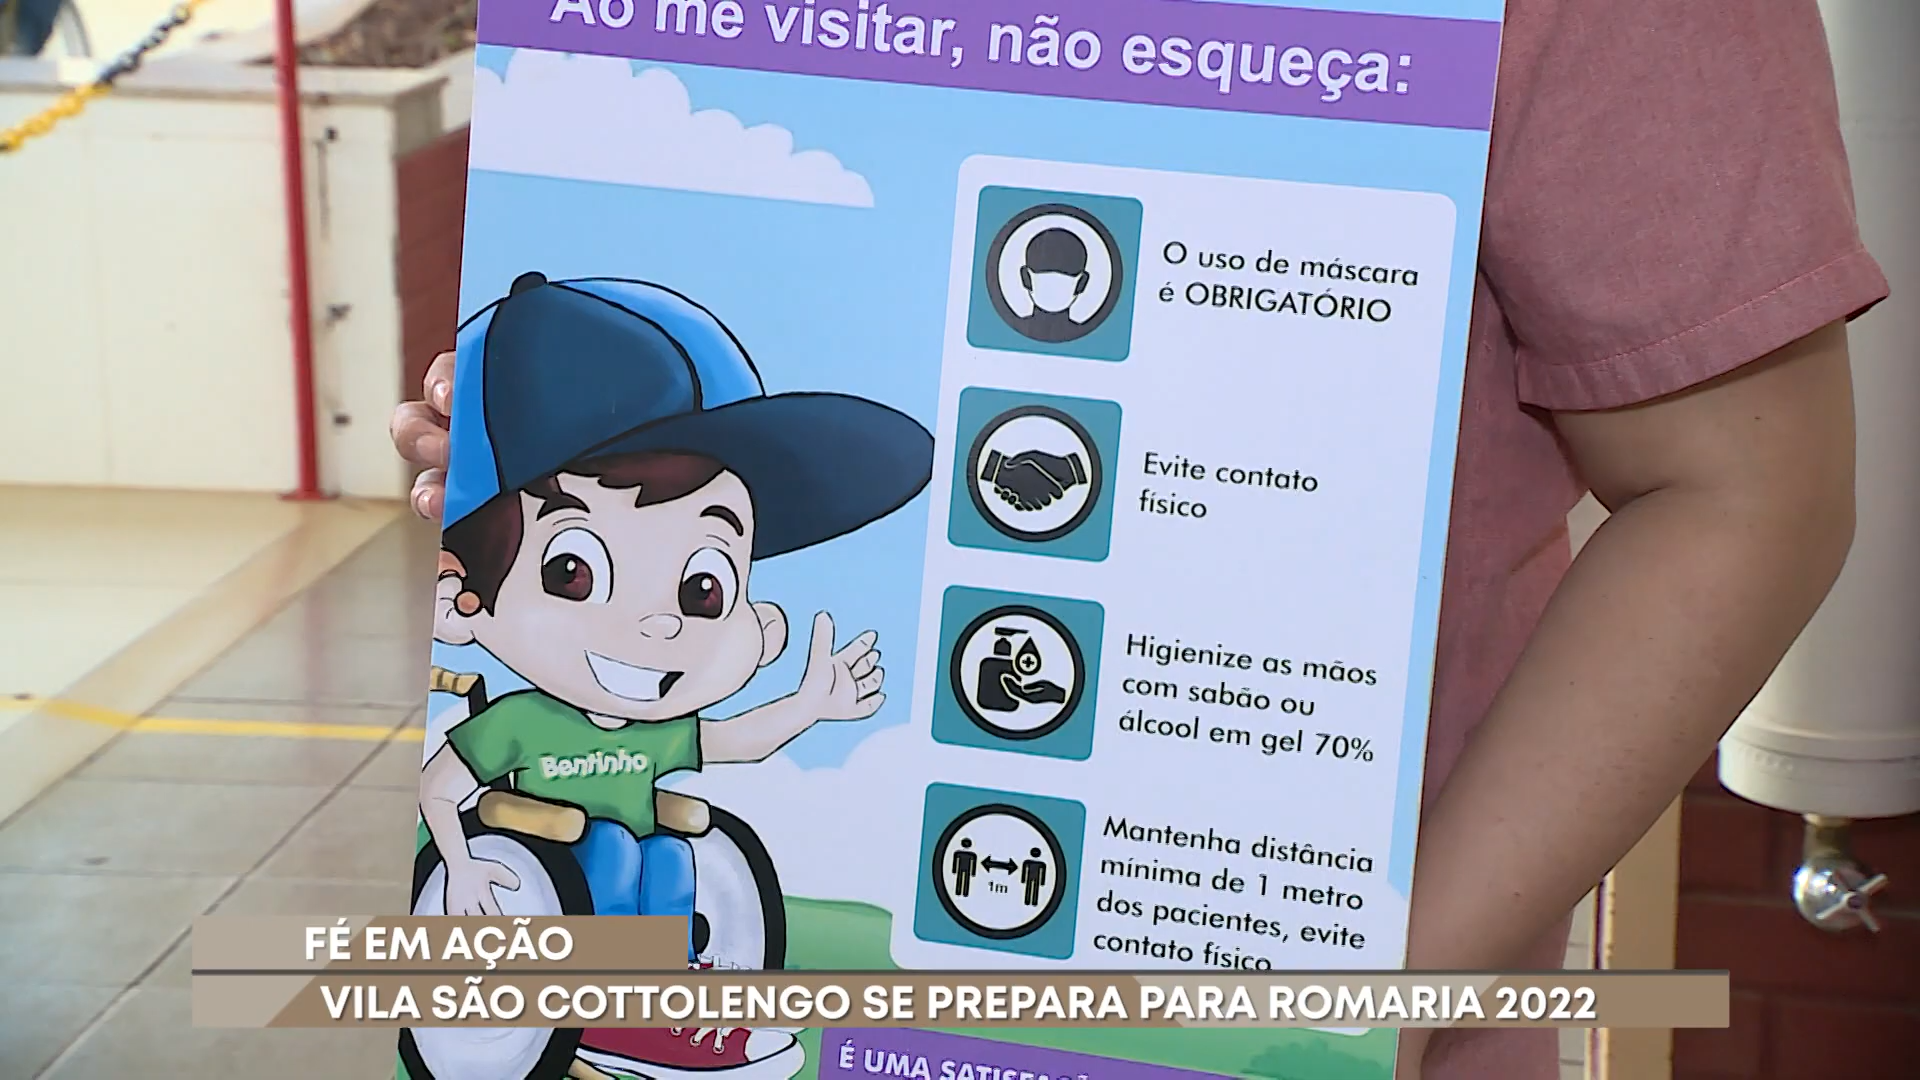 Ao me visitar, não esqueça:
O uso de máscara
é OBRIGATÓRIO
Evite contato
físico
Higienize as mãos
com sabão ou
álcool em gel 70%
Bentinho
Mantenha distância
mínima de 1 metro
dos pacientes, evite
contato físico
1m
FÉ EM AÇÃO
VILA SÃO COTTOLENGO SE PREPARA PARA ROMARIA 2022
É UMA